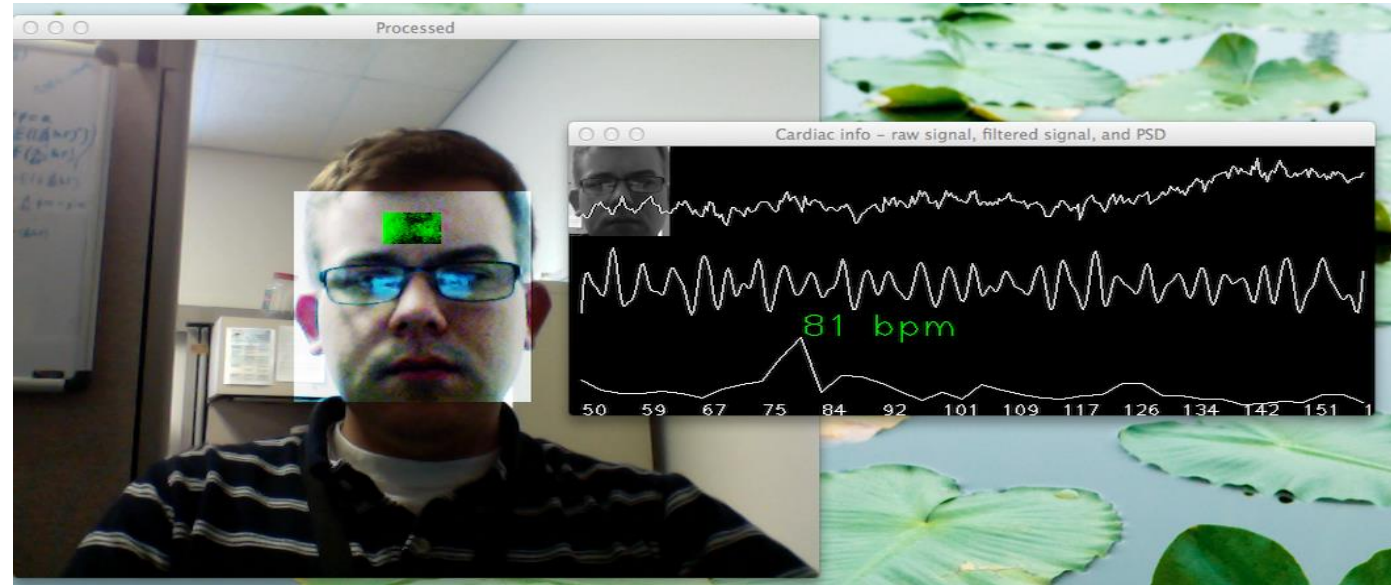 Processed
Cardiac info - raw signal, filtered signal, and PSD
81 bpm
50 59 67 75 84 92 101 109 117 126 134 142 151 1